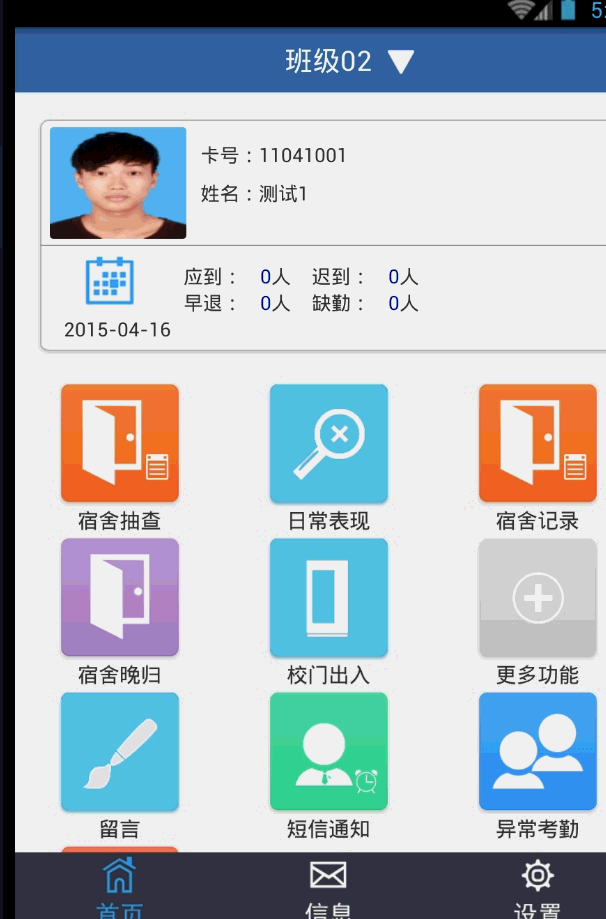 5:
班级02
卡号：11041001
姓名：测试1
应到： 0人 迟到： 0人
早退： 0人 缺勤： 0人
2015-04-16
宿舍抽查 日常表现 宿舍记录
宿舍晚归 校门出入 更多功能
留言 短信通知 异常考勤
首页 信息 设置